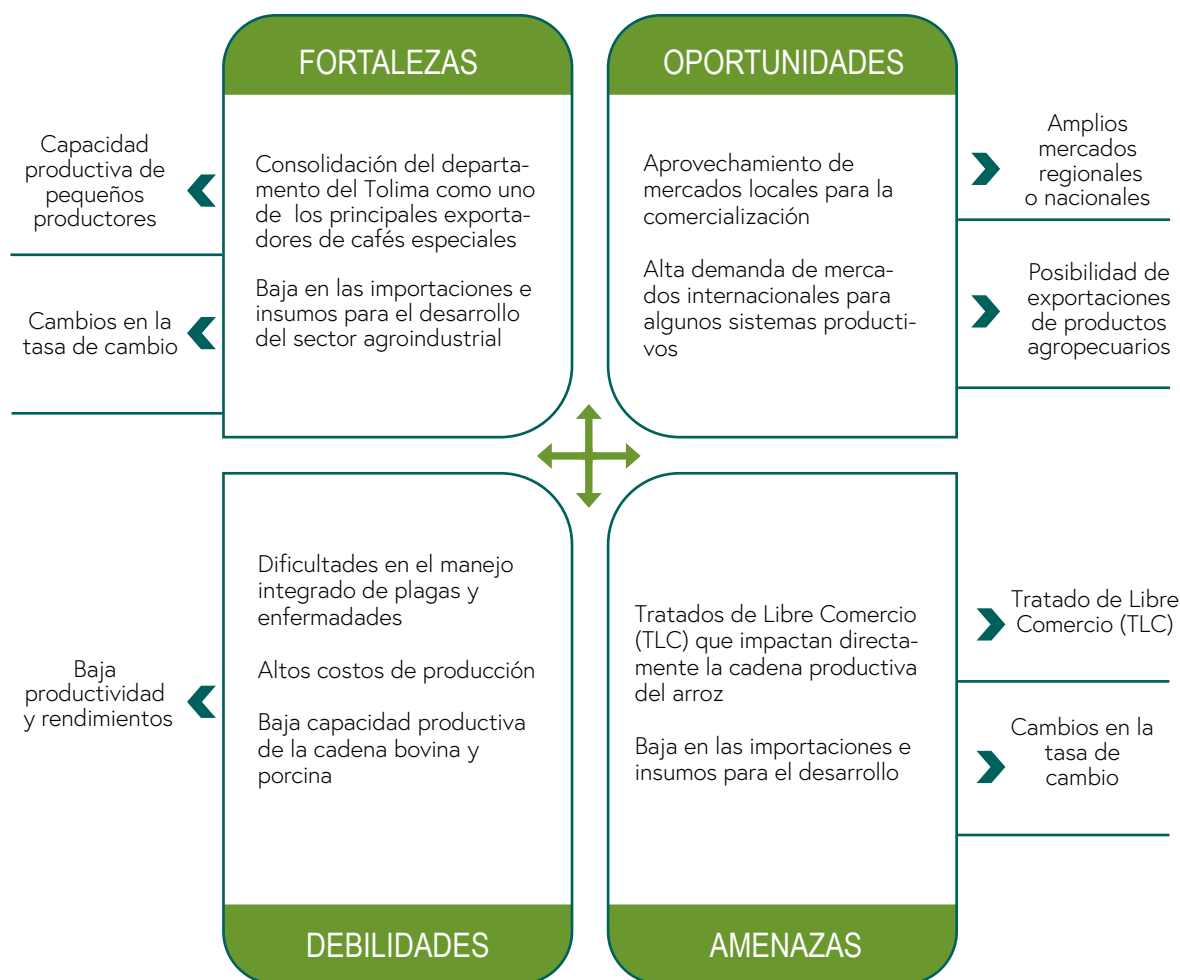 FORTALEZAS
Capacidad
productiva de
pequeños
productores
Cambios en la
tasa de cambio
Consolidación del departa-
mento del Tolima como uno
de los principales exporta-
dores de cafés especiales
Baja en las importaciones e
insumos para el desarrollo
del sector agroindustrial
OPORTUNIDADES
Aprovechamiento de
mercados locales para la
comercialización
Alta demanda de merca-
dos internacionales para
algunos sistemas producti-
vos
Amplios
mercados
regionales
o nacionales
Posibilidad de
exportaciones
de productos
agropecuarios
Baja
productividad
y rendimientos
Dificultades en el manejo
integrado de plagas y
enfermadades
Altos costos de producción
Baja capacidad productiva
de la cadena bovina y
porcina
DEBILIDADES
Tratados de Libre Comercio
(TLC) que impactan directa-
mente la cadena productiva
del arroz
Baja en las importaciones e
insumos para el desarrollo
Tratado de Libre
Comercio (TLC)
Cambios en la
tasa de
cambio
AMENAZAS